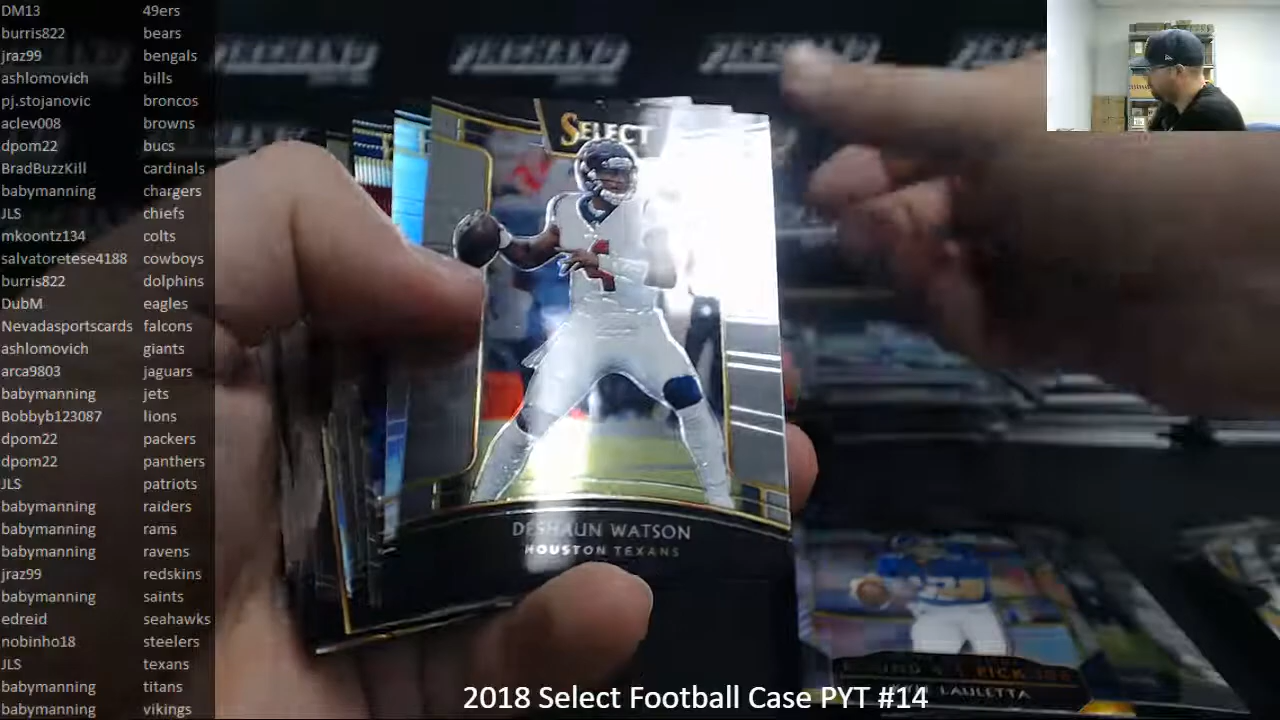 DM13 49ers
burris822 bears
jraz99 bengals
ashlomovich bills
pj.stojanovic broncos
aclev008 browns
dpom22 bucs
BradBuzzKill cardinals
babymanning chargers
JLS chiefs
mkoontz134 colts
salvatoretese4188 cowboys
burris822 dolphins
DubM eagles
Nevadasportscards falcons
ashlomovich giants
arca9803 jaguars
babymanning jets
Bobbyb123087 lions
dpom22 packers
dpom22 panthers
JLS patriots
babymanning raiders
babymanning rams
babymanning ravens
jraz99 redskins
babymanning saints
edreid seahawks
nobinho18 steelers
JLS texans
babymanning titans
babymanning vikings
SELECT
4
DESHAUN WATSON
HOUSTON TEXANS
PICK
LAULETTA
2018 Select Football Case PYT #14